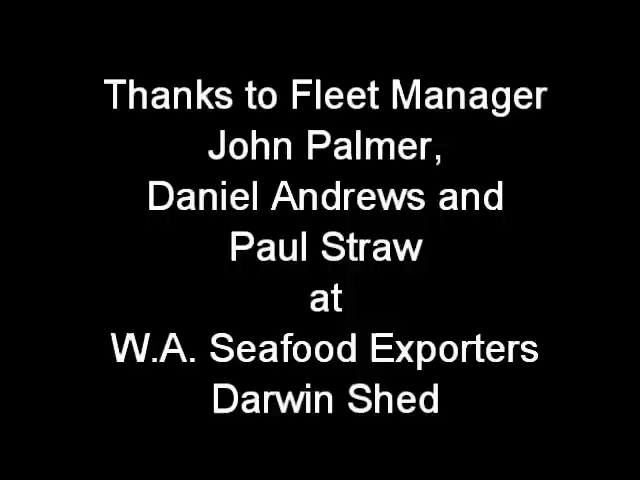 Thanks to Fleet Manager
John Palmer,
Daniel Andrews and
Paul Straw
at
W.A. Seafood Exporters
Darwin Shed